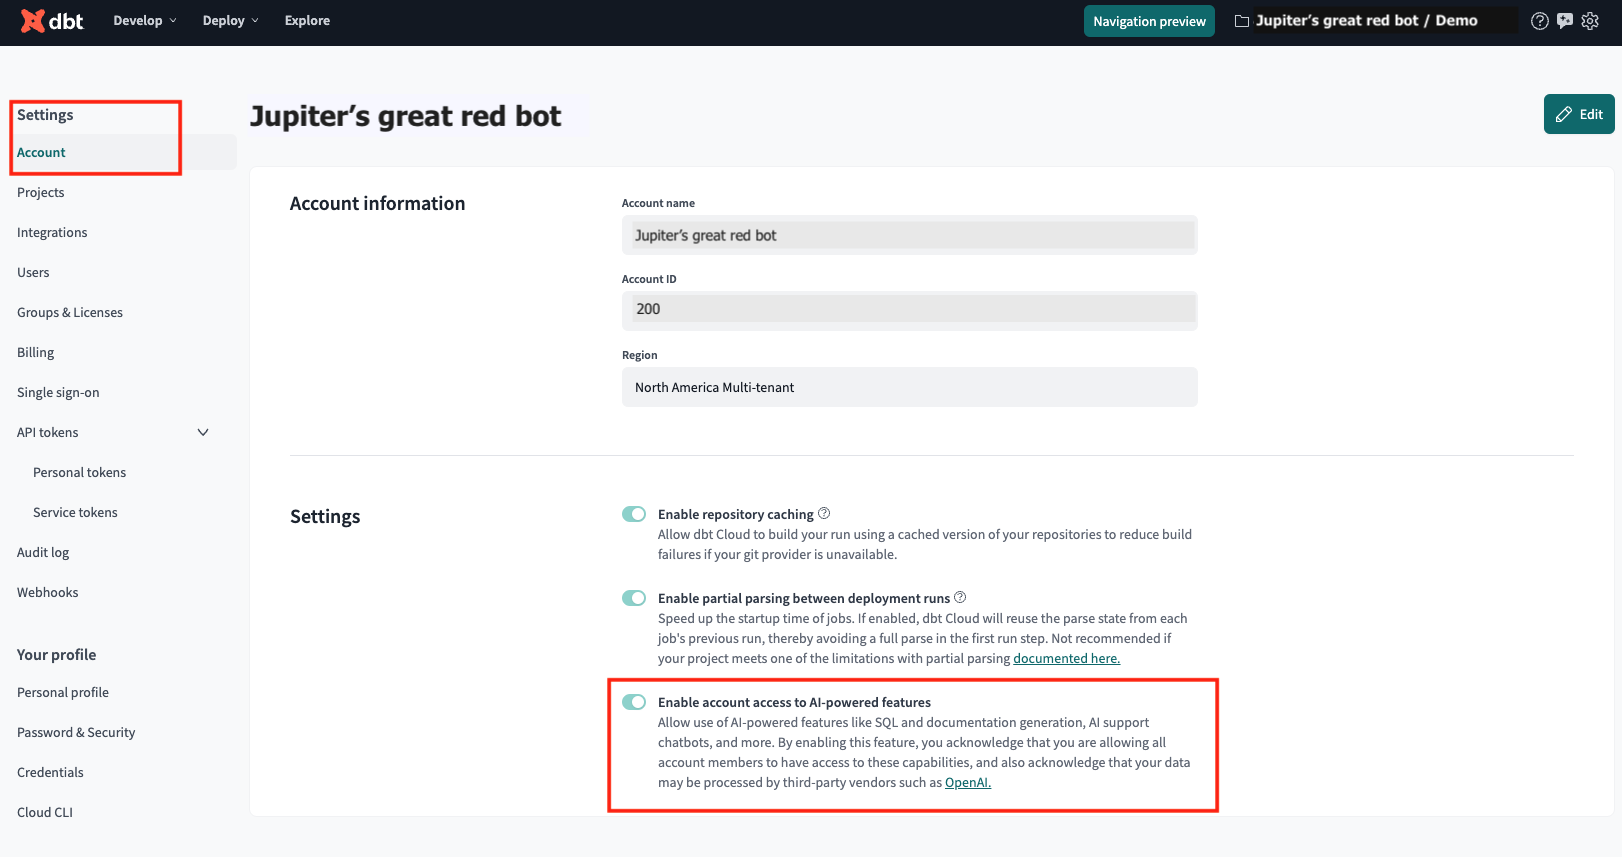 dbt
Develop
Deploy
Explore
Navigation preview
Jupiter's great red bot / Demo
Settings
Account
Projects
Integrations
Users
Groups & Licenses
Billing
Single sign-on
API tokens
Personal tokens
Service tokens
Audit log
Webhooks
Your profile
Personal profile
Password & Security
Credentials
Cloud CLI
Jupiter's great red bot
Edit
Account information
Account name
Jupiter's great red bot
Account ID
200
Region
North America Multi-tenant
Settings
Enable repository caching
Allow dbt Cloud to build your run using a cached version of your repositories to reduce build
failures if your git provider is unavailable.
Enable partial parsing between deployment runs
Speed up the startup time of jobs. If enabled, dbt Cloud will reuse the parse state from each
job's previous run, thereby avoiding a full parse in the first run step. Not recommended if
your project meets one of the limitations with partial parsing documented here.
Enable account access to AI-powered features
Allow use of AI-powered features like SQL and documentation generation, AI support
chatbots, and more. By enabling this feature, you acknowledge that you are allowing all
account members to have access to these capabilities, and also acknowledge that your data
may be processed by third-party vendors such as OpenAI.